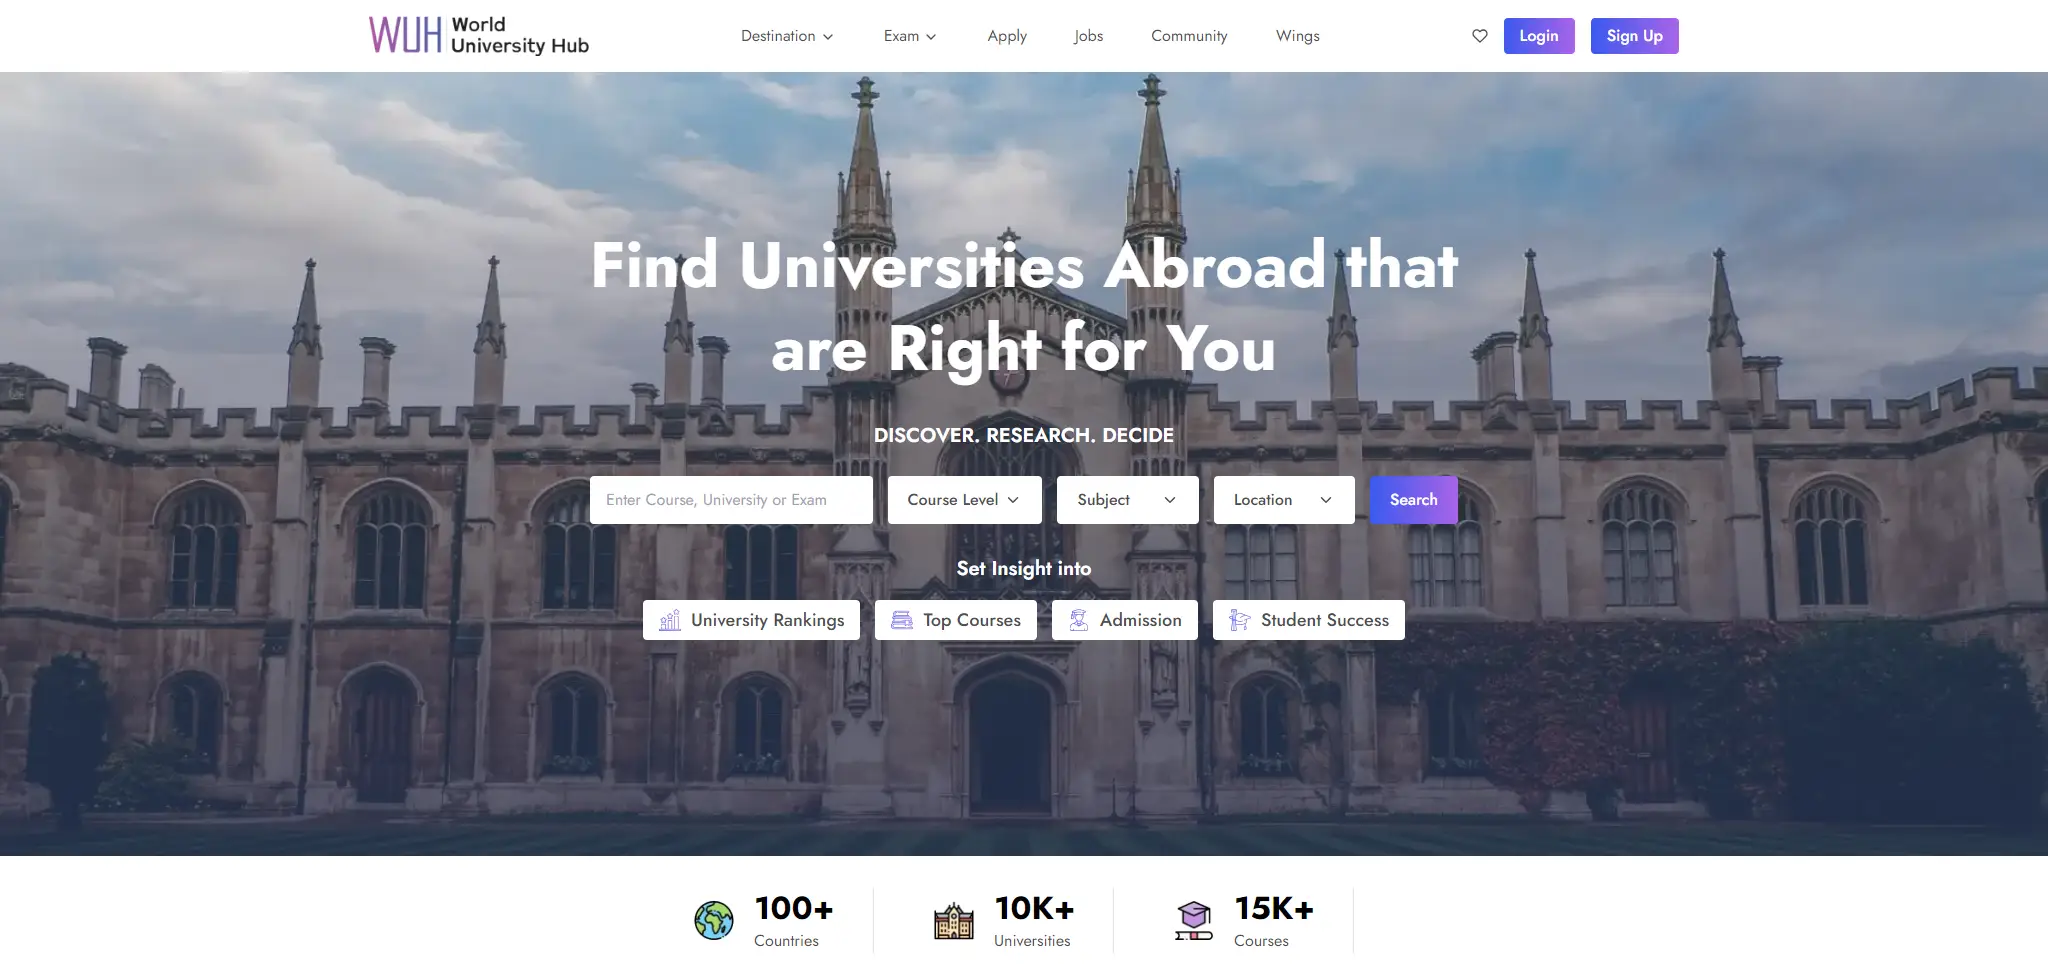 WUH World
University Hub
Destination
Exam
Apply
Jobs
Community
Wings
Login
Sign Up
Find Universities Abroad that
are Right for You
DISCOVER. RESEARCH. DECIDE
Enter Course, University or Exam
Course Level
Subject
Location
Search
Set Insight into
University Rankings
Top Courses
Admission
Student Success
100+
Countries
10K+
Universities
15K+
Courses